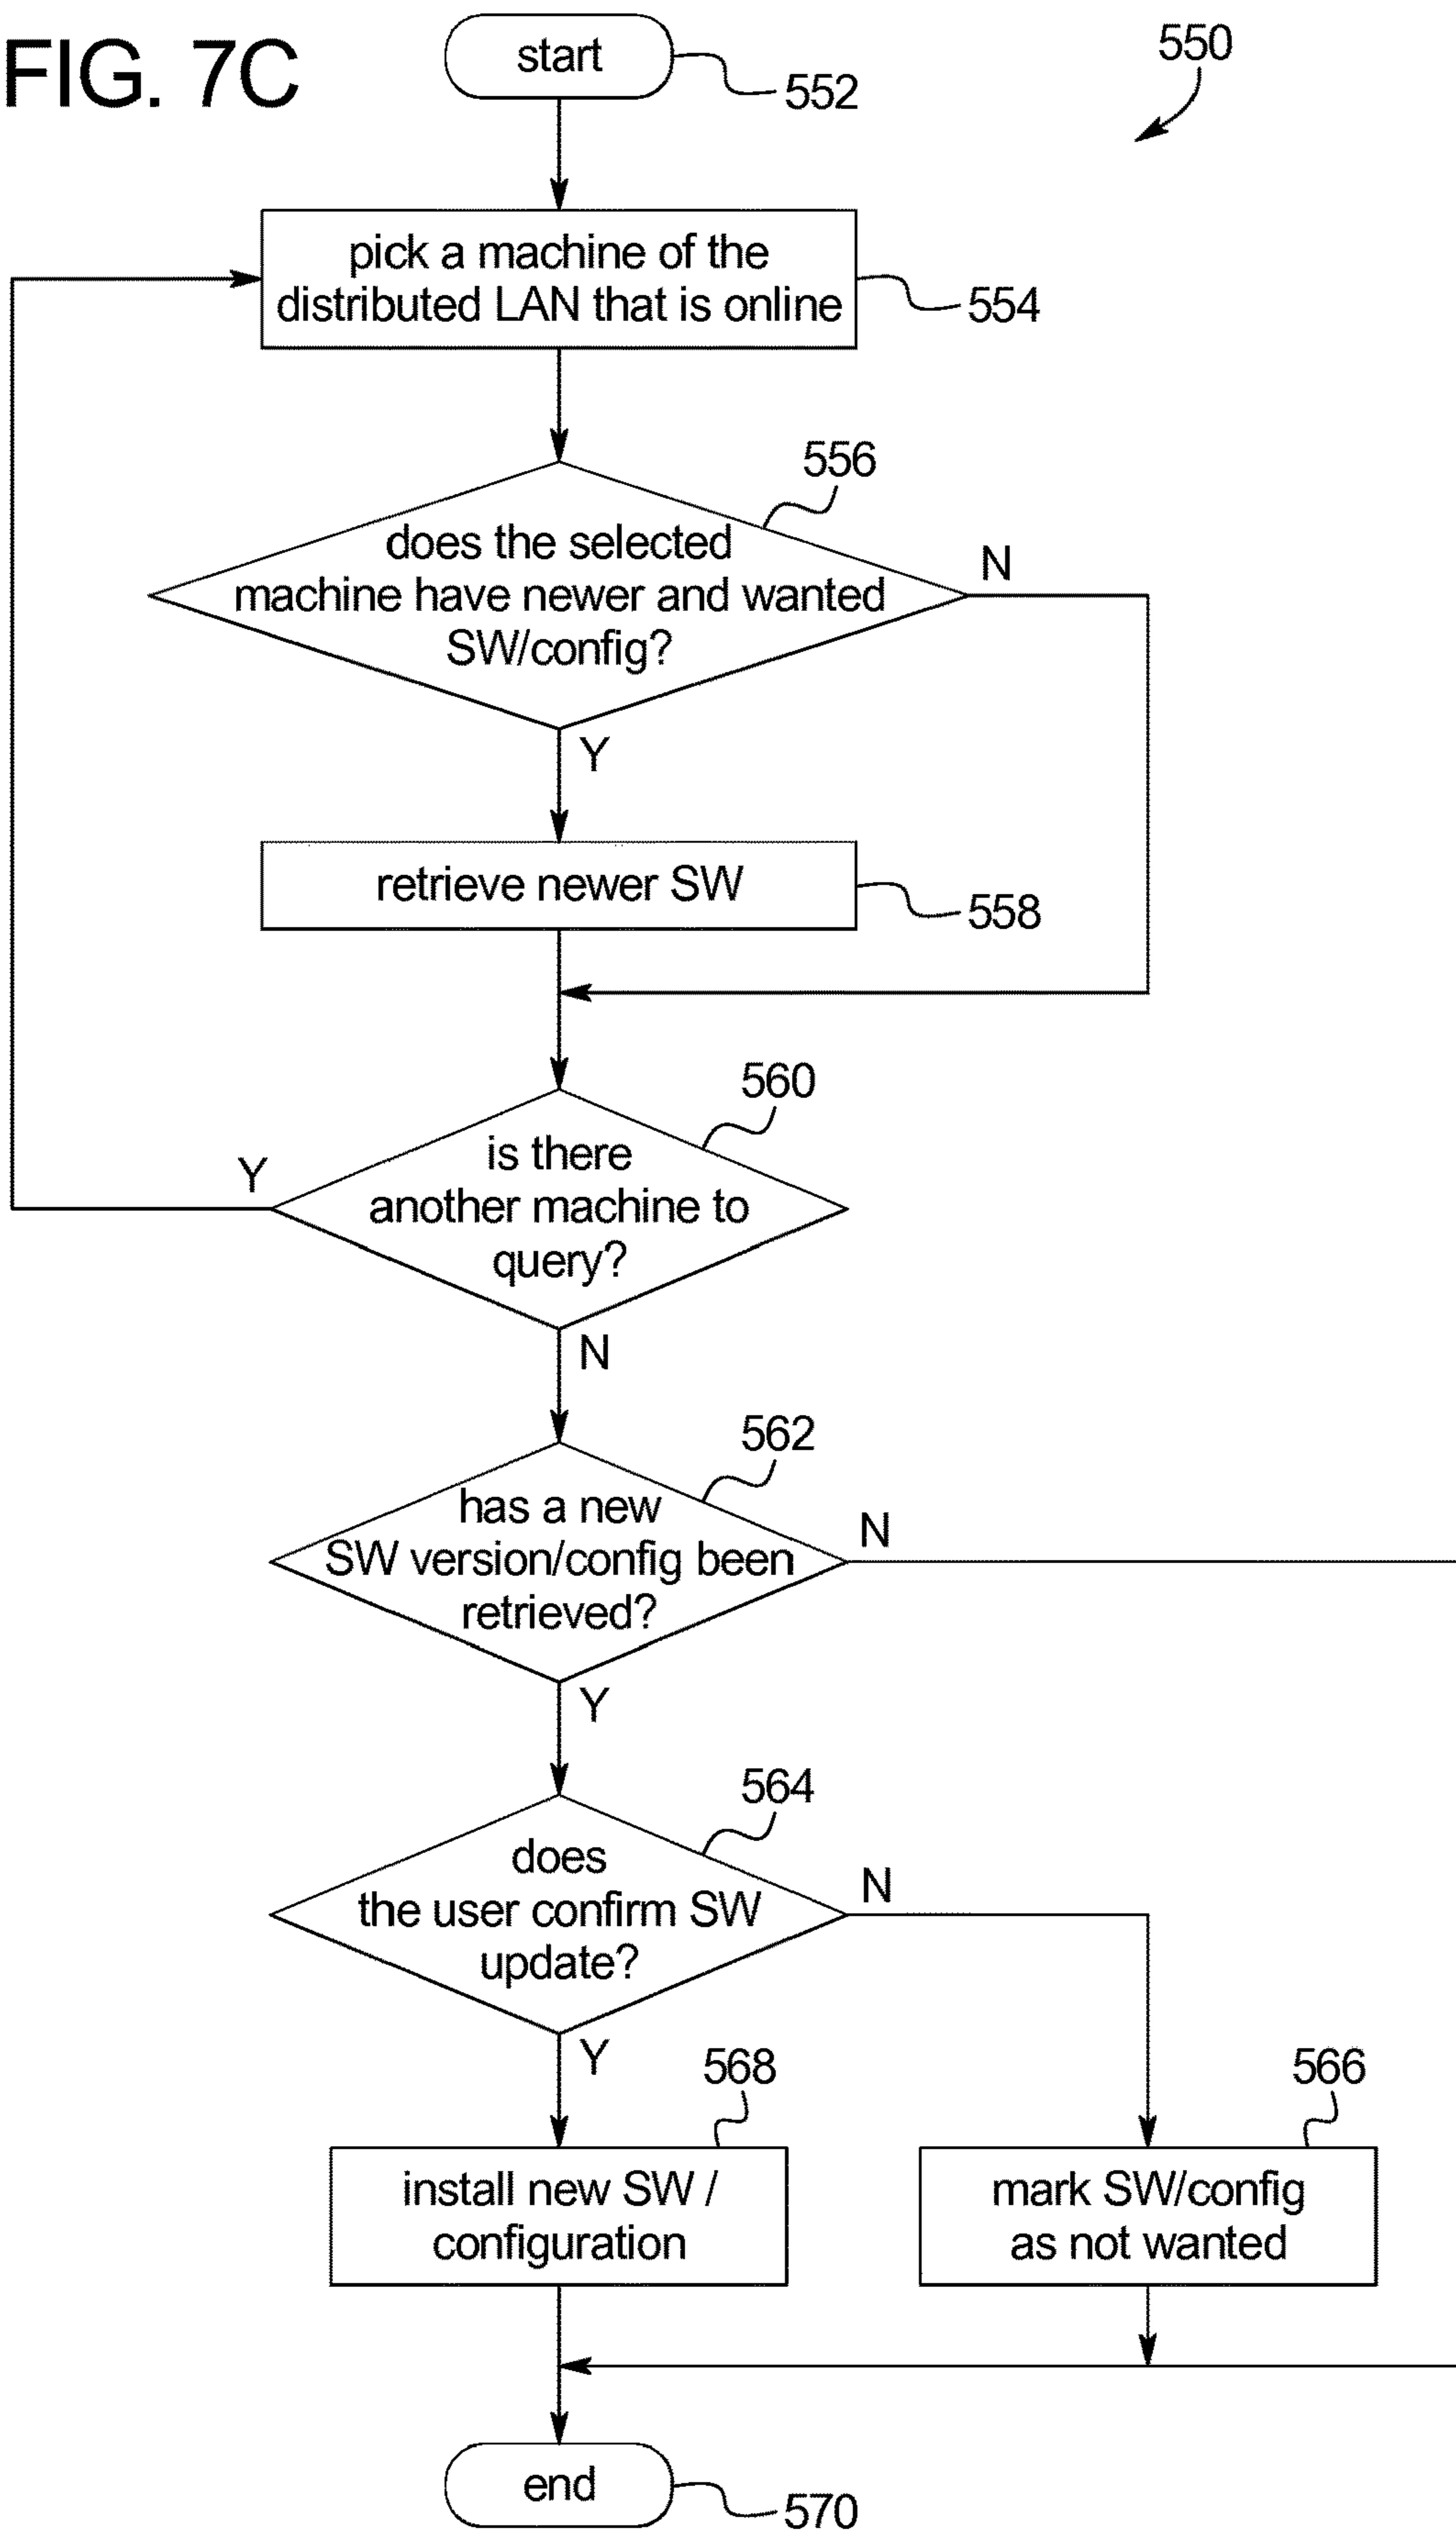 FIG. 7C
start
552
550
pick a machine of the
distributed LAN that is online
554
556
does the selected
machine have newer and wanted
SW/config?
N
Y
retrieve newer SW
558
560
is there
another machine to
query?
Y
N
562
has a new
SW version/config been
retrieved?
N
Y
564
does
the user confirm SW
update?
N
Y
568
566
install new SW /
configuration
mark SW/config
as not wanted
end
570